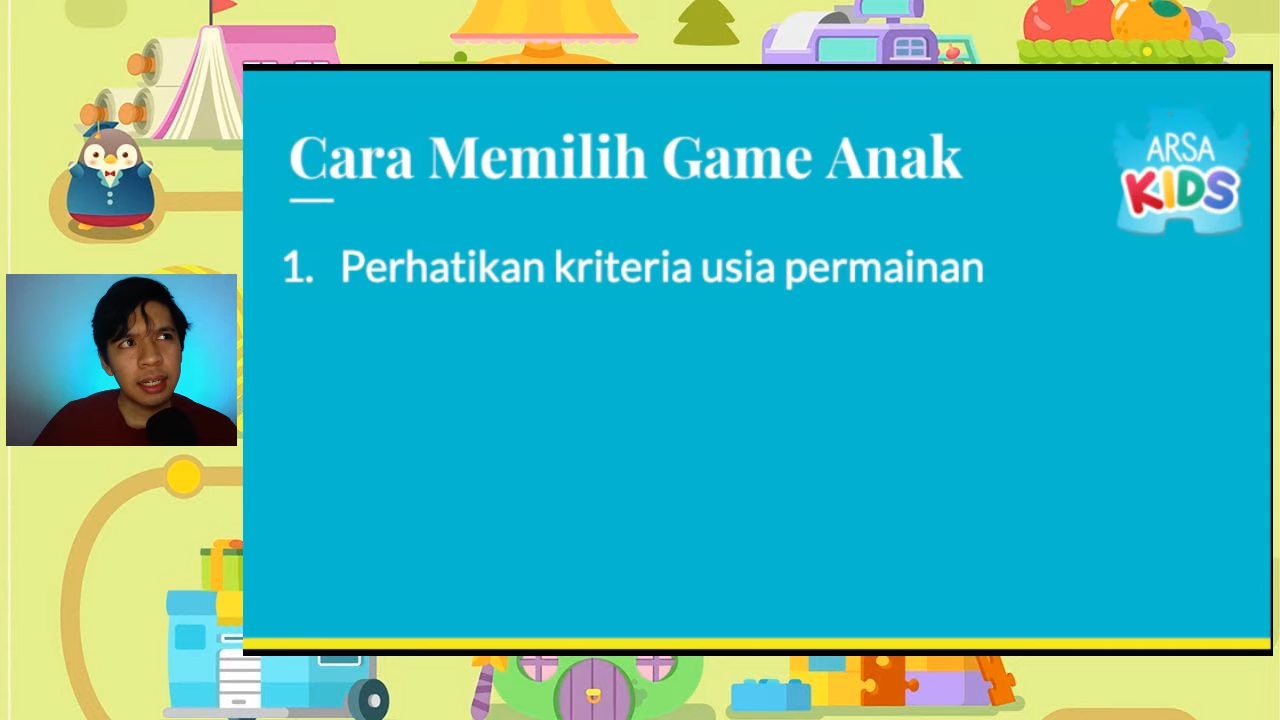 Cara Memilih Game Anak
ARSA
KIDS
1. Perhatikan kriteria usia permainan